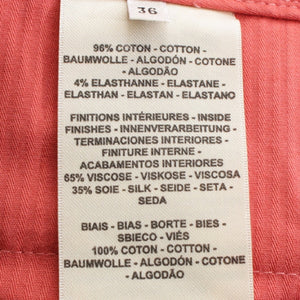 36
96% COTON - COTTON -
BAUMWOLLE - ALGODÓN - COTONE
- ALGODÃO
4% ELASTHANNE - ELASTANE -
ELASTHAN - ELASTAN - ELASTANO
FINITIONS INTÉRIEURES - INSIDE
FINISHES - INNENVERARBEITUNG -
TERMINACIONES INTERIORES -
FINITURE INTERNE -
ACABAMENTOS INTERIORES
65% VISCOSE - VISKOSE - VISCOSA
35% SOIE - SILK - SEIDE - SETA -
SEDA
BIAIS - BIAS - BORTE - BIES -
SBIECO - VIÉS
100% COTON - COTTON -
BAUMWOLLE - ALGODÓN - COTONE
- ALGODÃO